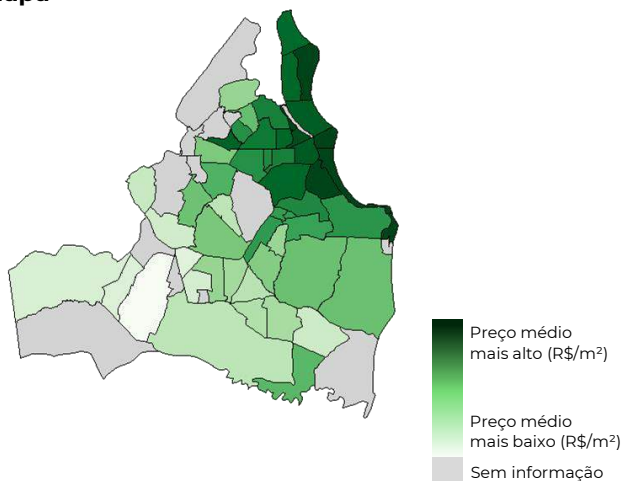 Preço médio
mais alto (R$/m²)
Preço médio
mais baixo (R$/m²)
Sem informação